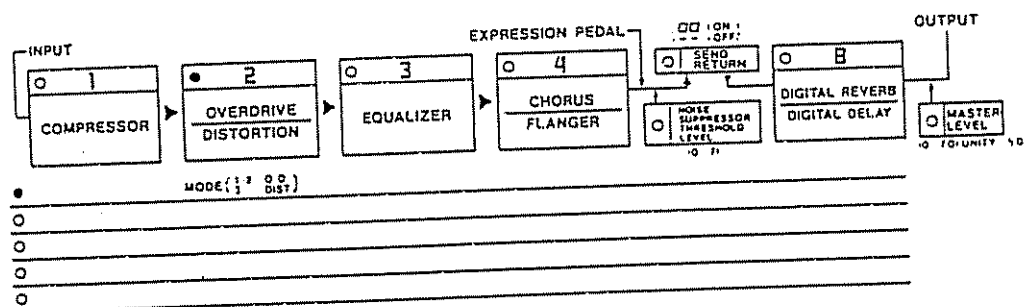 INPUT
EXPRESSION PEDAL
OUTPUT
1
COMPRESSOR
2
OVERDRIVE
DISTORTION
3
EQUALIZER
4
CHORUS
FLANGER
SEND
RETURN
NOISE
SUPPRESSOR
THRESHOLD
LEVEL
8
DIGITAL REVERB
DIGITAL DELAY
MASTER
LEVEL
MODE
DIST